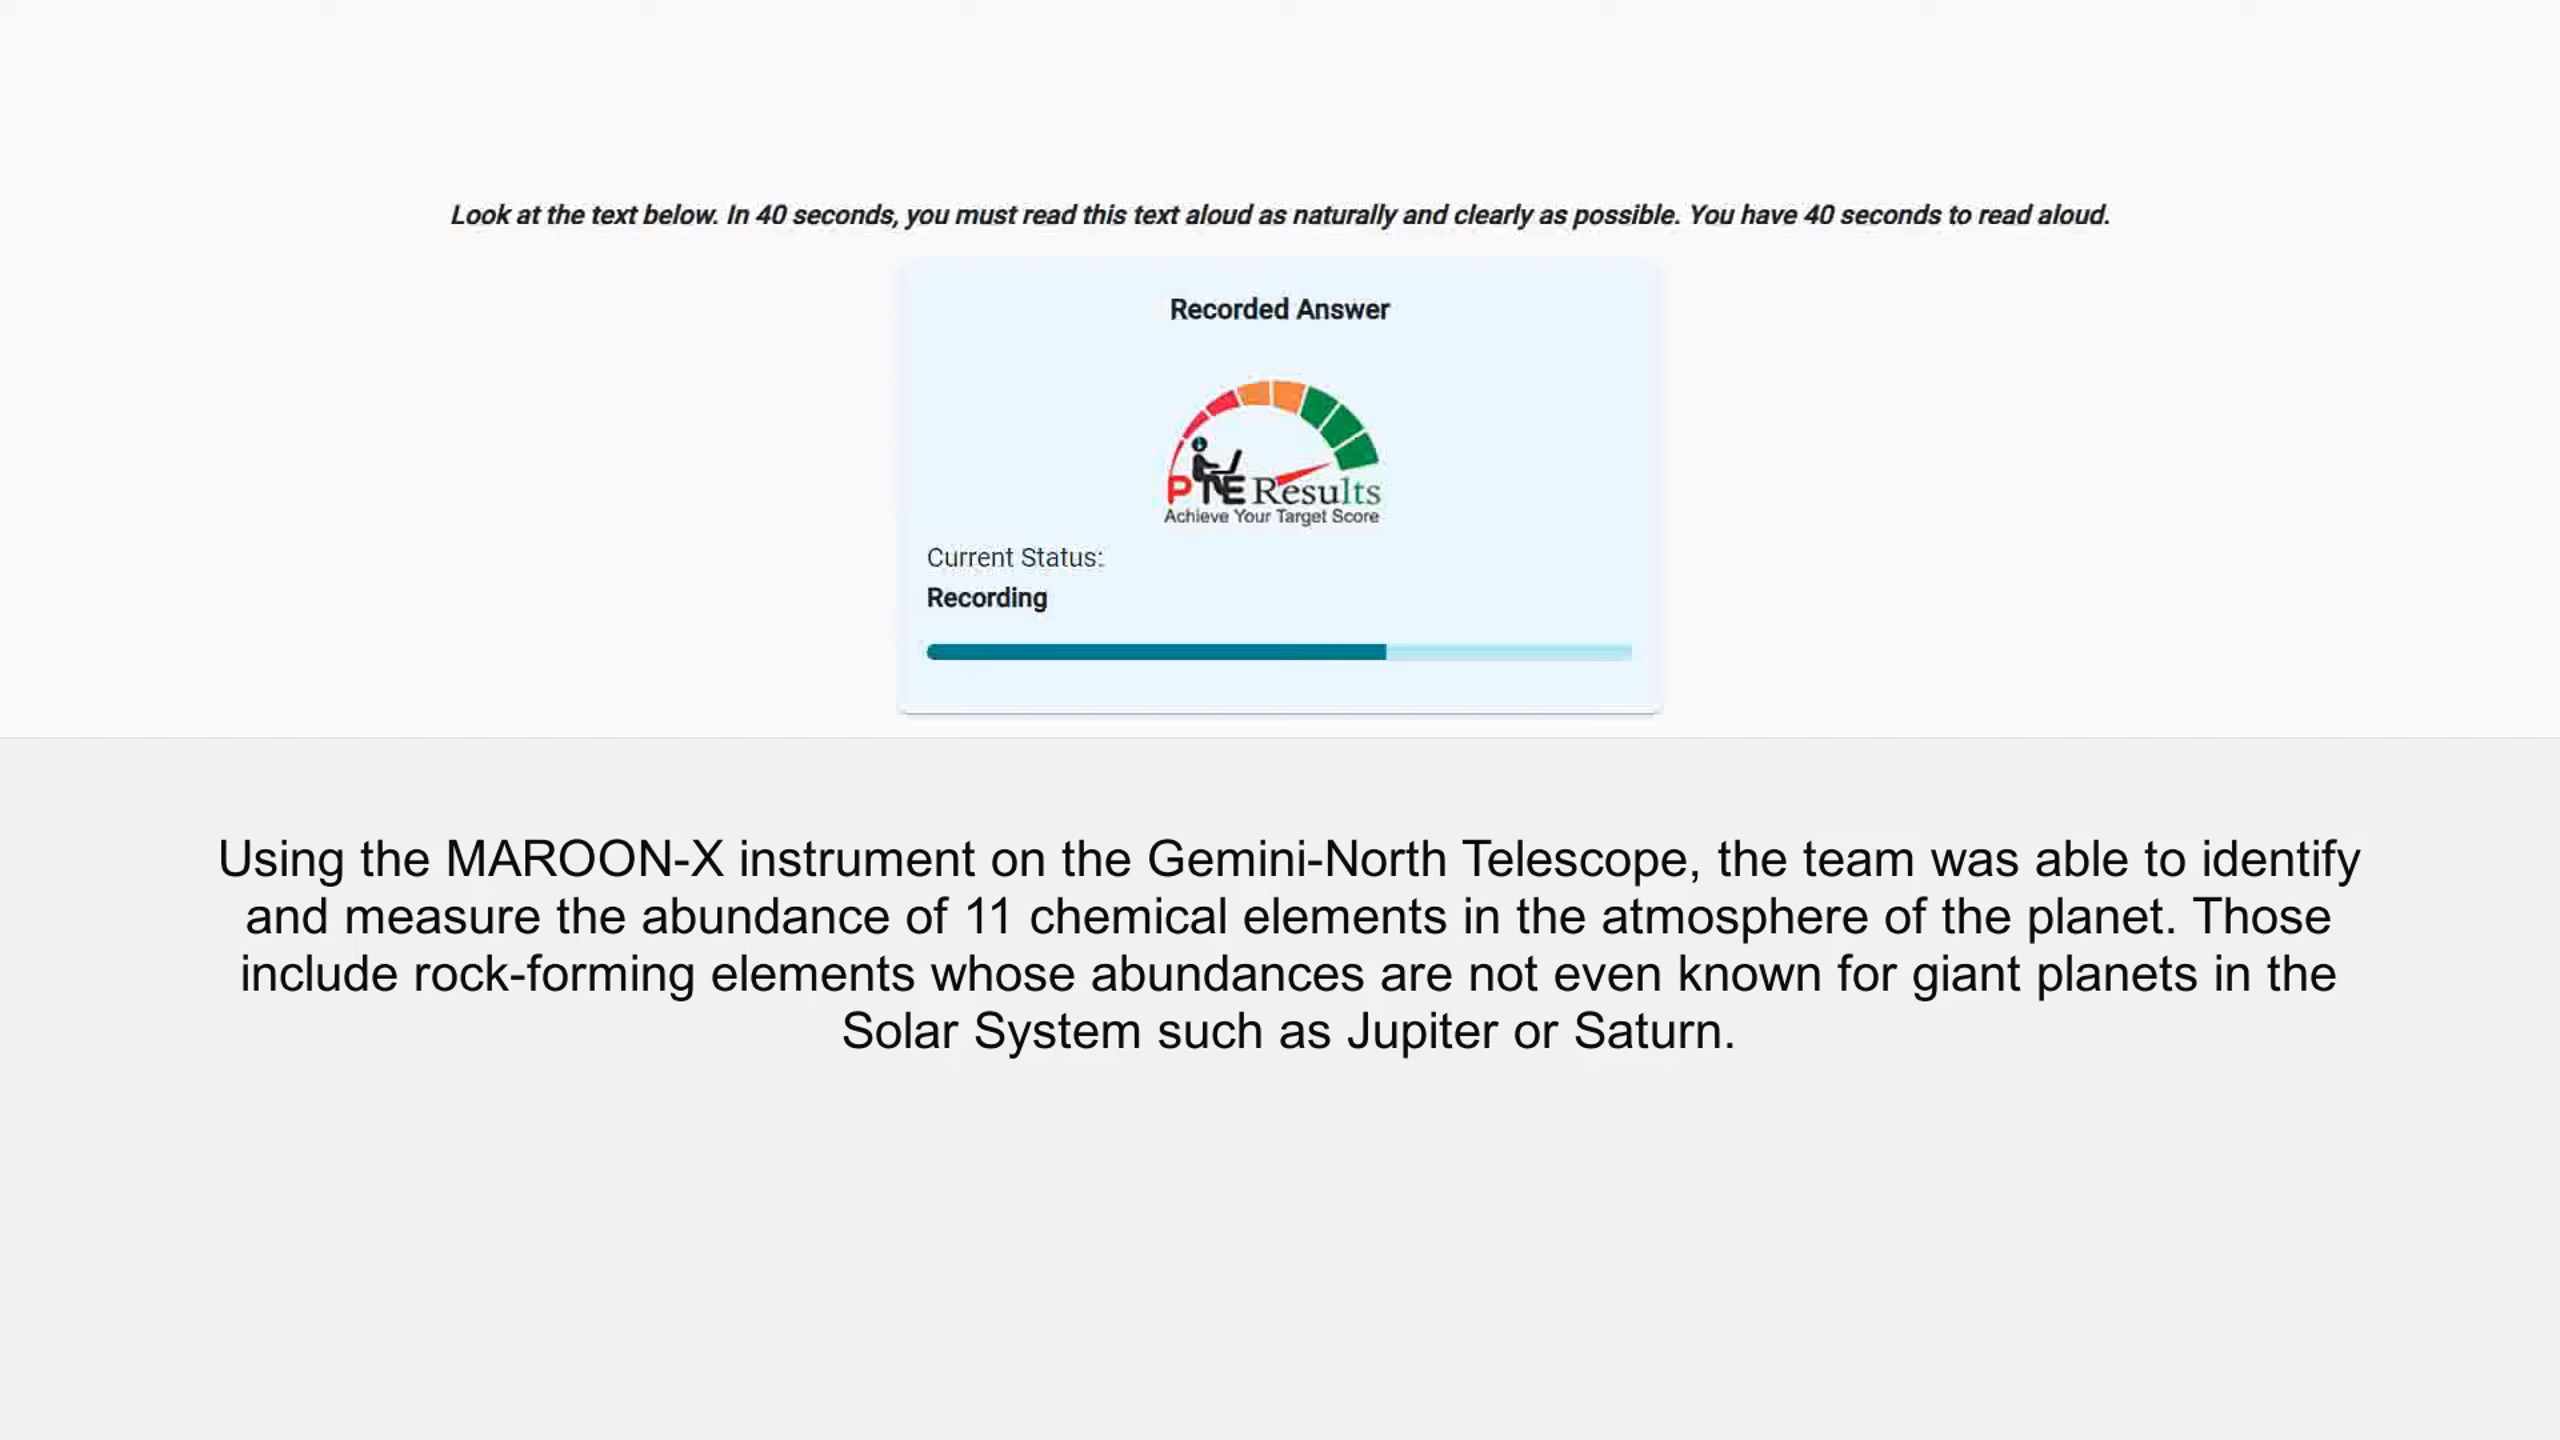 Look at the text below. In 40 seconds, you must read this text aloud as naturally and clearly as possible. You have 40 seconds to read aloud.
Recorded Answer
PTE Results
Achieve Your Target Score
Current Status:
Recording
Using the MAROON-X instrument on the Gemini-North Telescope, the team was able to identify
and measure the abundance of 11 chemical elements in the atmosphere of the planet. Those
include rock-forming elements whose abundances are not even known for giant planets in the
Solar System such as Jupiter or Saturn.